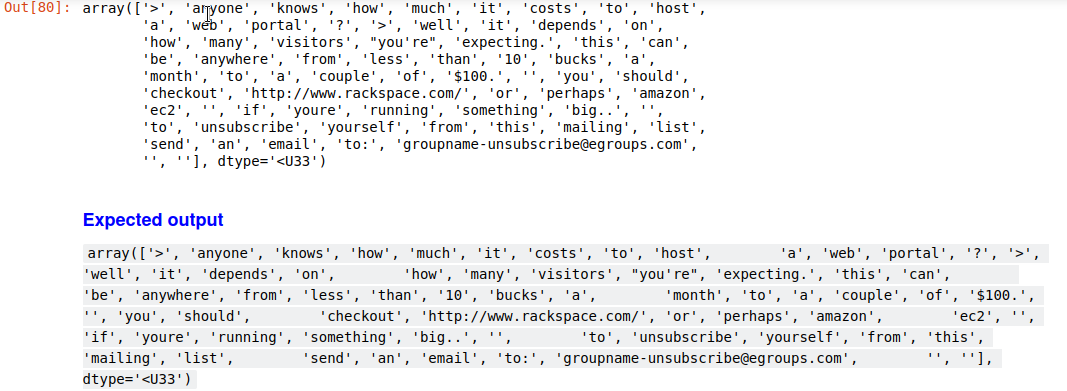 Out[80]: array(['>', 'anyone', 'knows', 'how', 'much', 'it', 'costs', 'to', 'host',
'a', 'web', 'portal', '?', '>', 'well', 'it', 'depends', 'on',
'how', 'many', 'visitors', "you're", 'expecting.', 'this', 'can',
'be', 'anywhere', 'from', 'less', 'than', '10', 'bucks', 'a',
'month', 'to', 'a', 'couple', 'of', '$100.', '', 'you', 'should',
'checkout', 'http://www.rackspace.com/', 'or', 'perhaps', 'amazon',
'ec2', '', 'if', 'youre', 'running', 'something', 'big..', '',
'to', 'unsubscribe', 'yourself', 'from', 'this', 'mailing', 'list',
'send', 'an', 'email', 'to:', 'groupname-unsubscribe@egroups.com',
'', ''], dtype='<U33')
Expected output
array(['>', 'anyone', 'knows', 'how', 'much', 'it', 'costs', 'to', 'host', 'a', 'web', 'portal', '?', '>',
'well', 'it', 'depends', 'on', 'how', 'many', 'visitors', "you're", 'expecting.', 'this', 'can',
'be', 'anywhere', 'from', 'less', 'than', '10', 'bucks', 'a', 'month', 'to', 'a', 'couple', 'of', '$100.',
'', 'you', 'should', 'checkout', 'http://www.rackspace.com/', 'or', 'perhaps', 'amazon', 'ec2', '',
'if', 'youre', 'running', 'something', 'big..', '', 'to', 'unsubscribe', 'yourself', 'from', 'this',
'mailing', 'list', 'send', 'an', 'email', 'to:', 'groupname-unsubscribe@egroups.com', '', ''],
dtype='<U33')